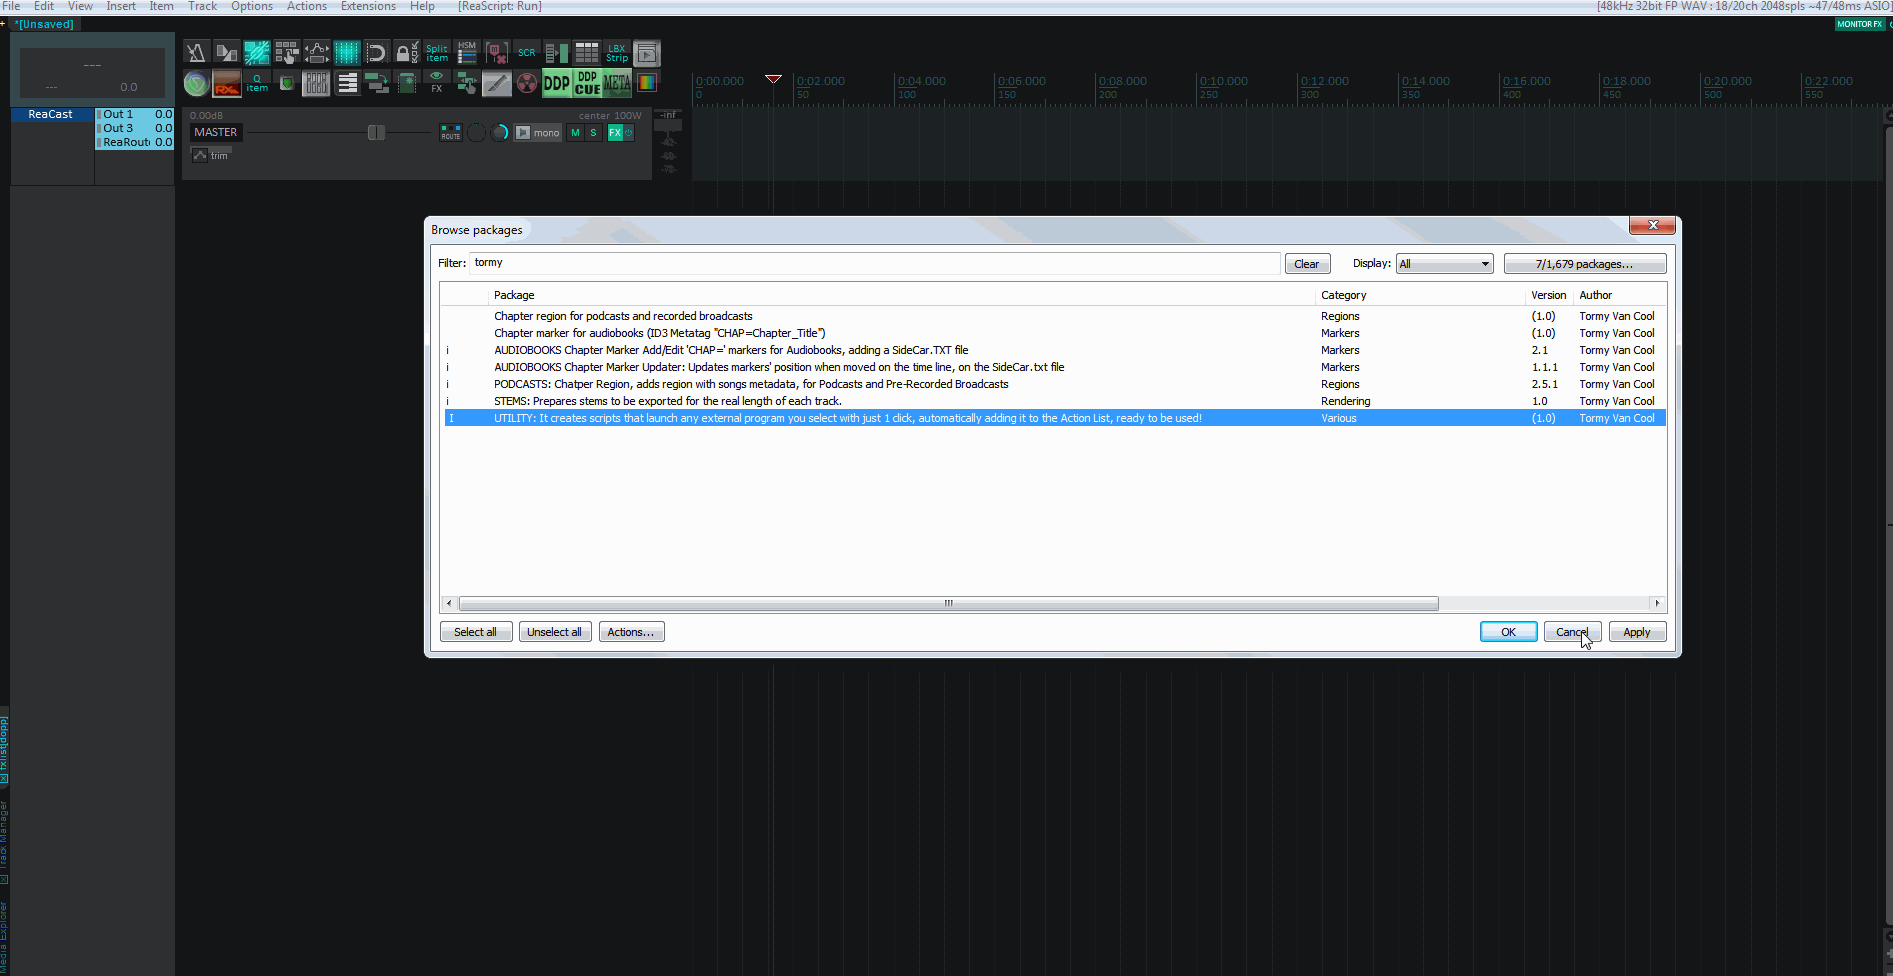 File Edit View Insert Item Track Options Actions Extensions Help [ReaScript: Run] [48kHz 32bit FP WAV : 18/20ch 2048spls ~47/48ms ASIO]
+ *[Unsaved] MONITOR FX
---
--- 0.0
Split item HSM SCR LBX Strip
RX Q item FX DDP DDP CUE META
0:00.000 0:02.000 0:04.000 0:06.000 0:08.000 0:10.000 0:12.000 0:14.000 0:16.000 0:18.000 0:20.000 0:22.000
0 50 100 150 200 250 300 350 400 450 500 550
ReaCast Out 1 0.0
Out 3 0.0
ReaRout 0.0
0.00dB center 100W -inf
MASTER ROUTE mono M S FX
trim
Browse packages
Filter: tormy Clear Display: All 7/1,679 packages...
Package Category Version Author
Chapter region for podcasts and recorded broadcasts Regions (1.0) Tormy Van Cool
Chapter marker for audiobooks (ID3 Metatag "CHAP=Chapter_Title") Markers (1.0) Tormy Van Cool
i AUDIOBOOKS Chapter Marker Add/Edit 'CHAP=' markers for Audiobooks, adding a SideCar.TXT file Markers 2.1 Tormy Van Cool
i AUDIOBOOKS Chapter Marker Updater: Updates markers' position when moved on the time line, on the SideCar.txt file Markers 1.1.1 Tormy Van Cool
i PODCASTS: Chatper Region, adds region with songs metadata, for Podcasts and Pre-Recorded Broadcasts Regions 2.5.1 Tormy Van Cool
i STEMS: Prepares stems to be exported for the real length of each track. Rendering 1.0 Tormy Van Cool
I UTILITY: It creates scripts that launch any external program you select with just 1 click, automatically adding it to the Action List, ready to be used! Various (1.0) Tormy Van Cool
Select all Unselect all Actions... OK Cancel Apply
fxlist[dopp]
Track Manager
Media Explorer